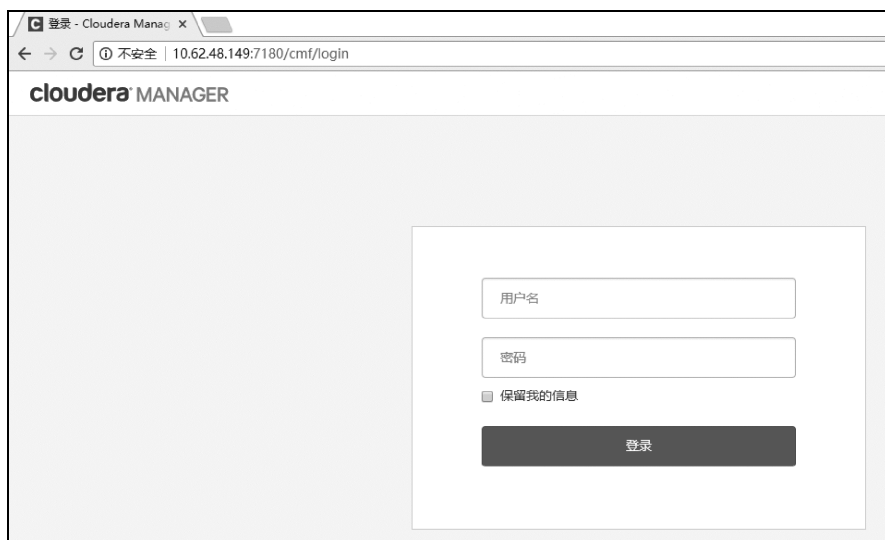 C 登录 - Cloudera Manag ×
不安全 | 10.62.48.149:7180/cmf/login
cloudera MANAGER
用户名
密码
保留我的信息
登录